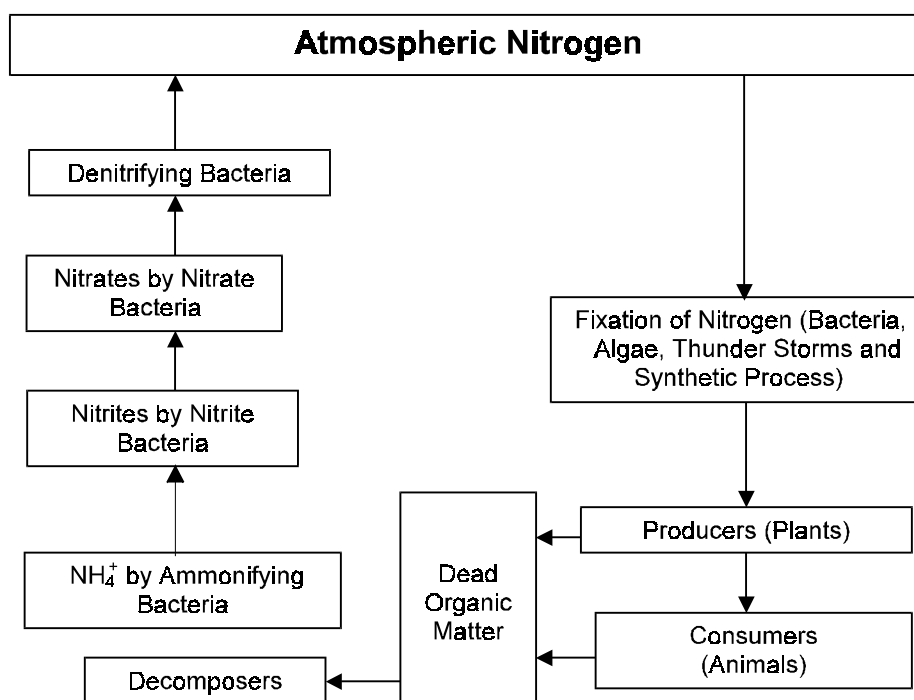 Atmospheric Nitrogen
Denitrifying Bacteria
Nitrates by Nitrate
Bacteria
Fixation of Nitrogen (Bacteria,
Algae, Thunder Storms and
Synthetic Process)
Nitrites by Nitrite
Bacteria
Producers (Plants)
NH₄⁺ by Ammonifying
Bacteria
Dead
Organic
Matter
Consumers
(Animals)
Decomposers